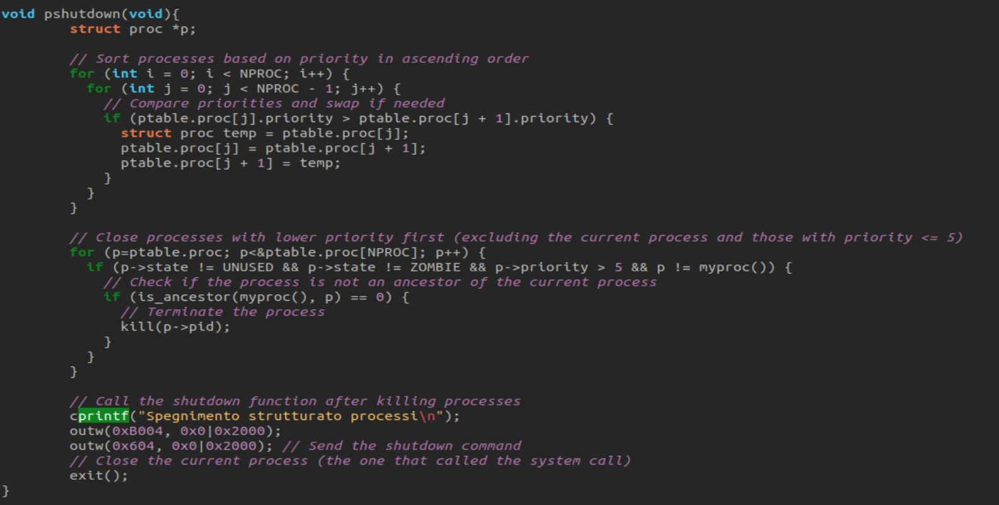 void pshutdown(void){
        struct proc *p;

        // Sort processes based on priority in ascending order
        for (int i = 0; i < NPROC; i++) {
          for (int j = 0; j < NPROC - 1; j++) {
            // Compare priorities and swap if needed
            if (ptable.proc[j].priority > ptable.proc[j + 1].priority) {
              struct proc temp = ptable.proc[j];
              ptable.proc[j] = ptable.proc[j + 1];
              ptable.proc[j + 1] = temp;
            }
          }
        }

        // Close processes with lower priority first (excluding the current process and those with priority <= 5)
        for (p=ptable.proc; p<&ptable.proc[NPROC]; p++) {
          if (p->state != UNUSED && p->state != ZOMBIE && p->priority > 5 && p != myproc()) {
            // Check if the process is not an ancestor of the current process
            if (is_ancestor(myproc(), p) == 0) {
              // Terminate the process
              kill(p->pid);
            }
          }
        }

        // Call the shutdown function after killing processes
        cprintf("Spegnimento strutturato processi\n");
        outw(0xB004, 0x0|0x2000);
        outw(0x604, 0x0|0x2000); // Send the shutdown command
        // Close the current process (the one that called the system call)
        exit();
}